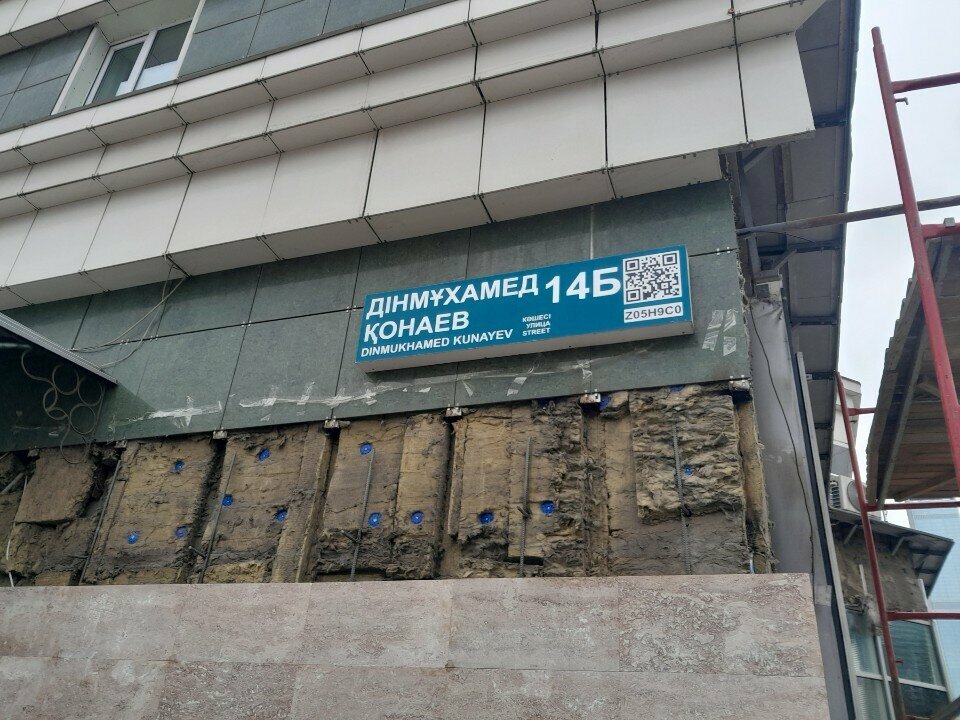 ДІНМҰХАМЕД
ҚОНАЕВ
DINMUKHAMED KUNAYEV
КӨШЕСІ
УЛИЦА
STREET
14Б
Z05H9C0